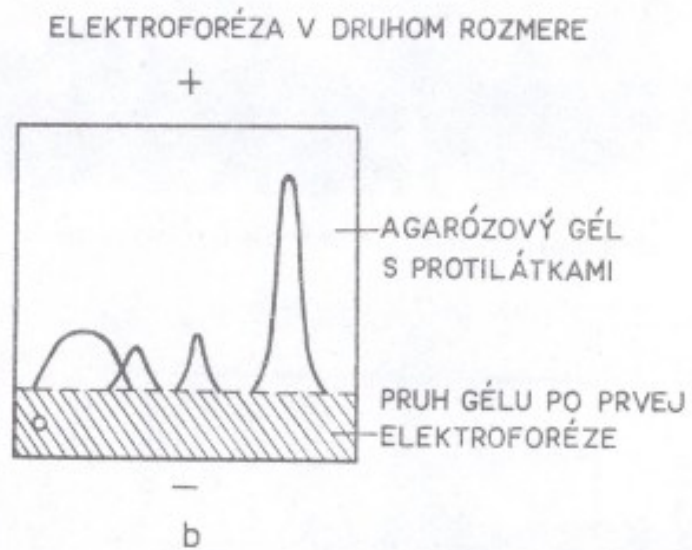 ELEKTROFORÉZA V DRUHOM ROZMERE
+
AGARÓZOVÝ GÉL
S PROTILÁTKAMI
PRUH GÉLU PO PRVEJ
ELEKTROFORÉZE
−
b